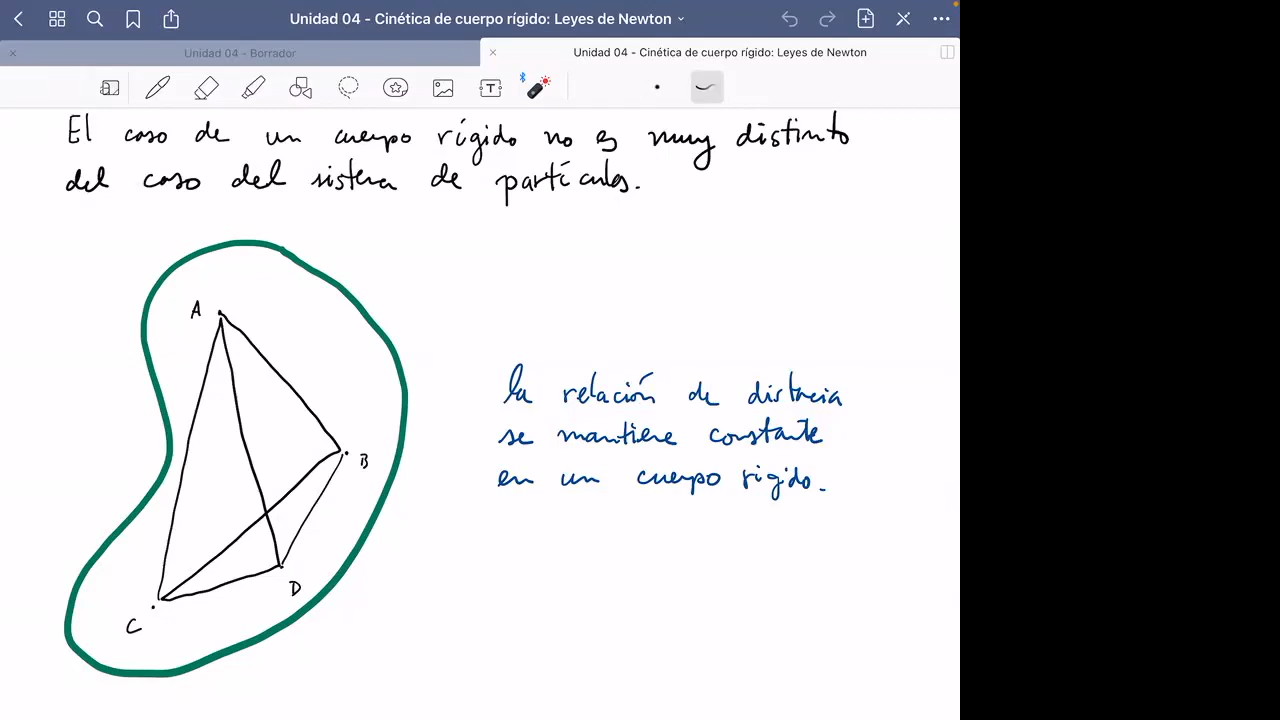 Unidad 04 - Cinética de cuerpo rígido: Leyes de Newton
Unidad 04 - Borrador
Unidad 04 - Cinética de cuerpo rígido: Leyes de Newton
El caso de un cuerpo rígido no es muy distinto
del caso del sistema de partículas.
A
B
C
D
la relación de distancia
se mantiene constante
en un cuerpo rigido.